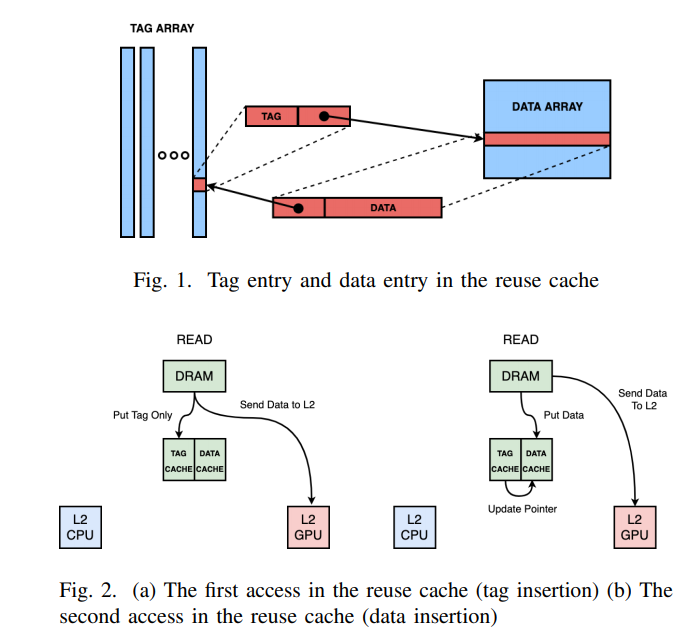 TAG ARRAY
TAG
DATA ARRAY
DATA
Fig. 1. Tag entry and data entry in the reuse cache
READ
DRAM
Put Tag Only
Send Data to L2
TAG DATA
CACHE CACHE
L2
CPU
L2
GPU
READ
DRAM
Send Data
To L2
Put Data
TAG DATA
CACHE CACHE
Update Pointer
L2
CPU
L2
GPU
Fig. 2. (a) The first access in the reuse cache (tag insertion) (b) The
second access in the reuse cache (data insertion)